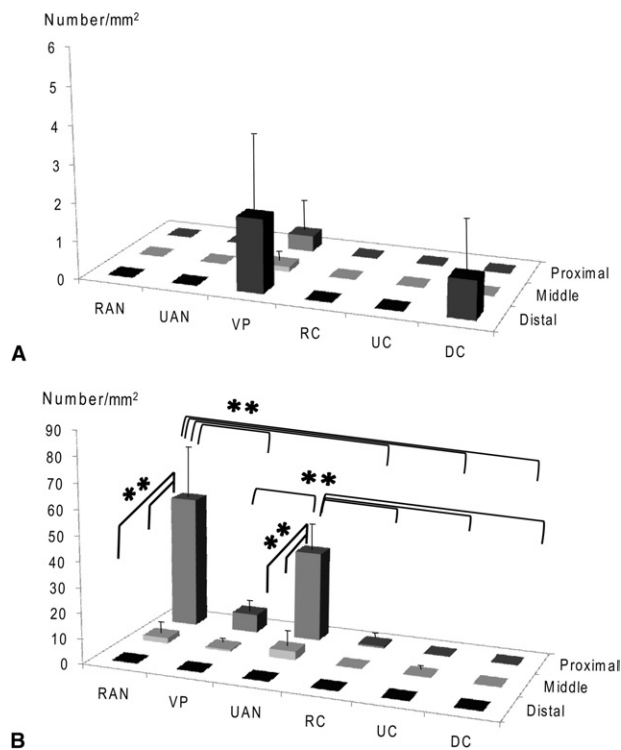 Number/mm²
6
5
4
3
2
1
0
RAN
UAN
VP
RC
UC
DC
Proximal
Middle
Distal
A
Number/mm²
90
80
70
60
50
40
30
20
10
0
**
**
**
**
RAN
VP
UAN
RC
UC
DC
Proximal
Middle
Distal
B